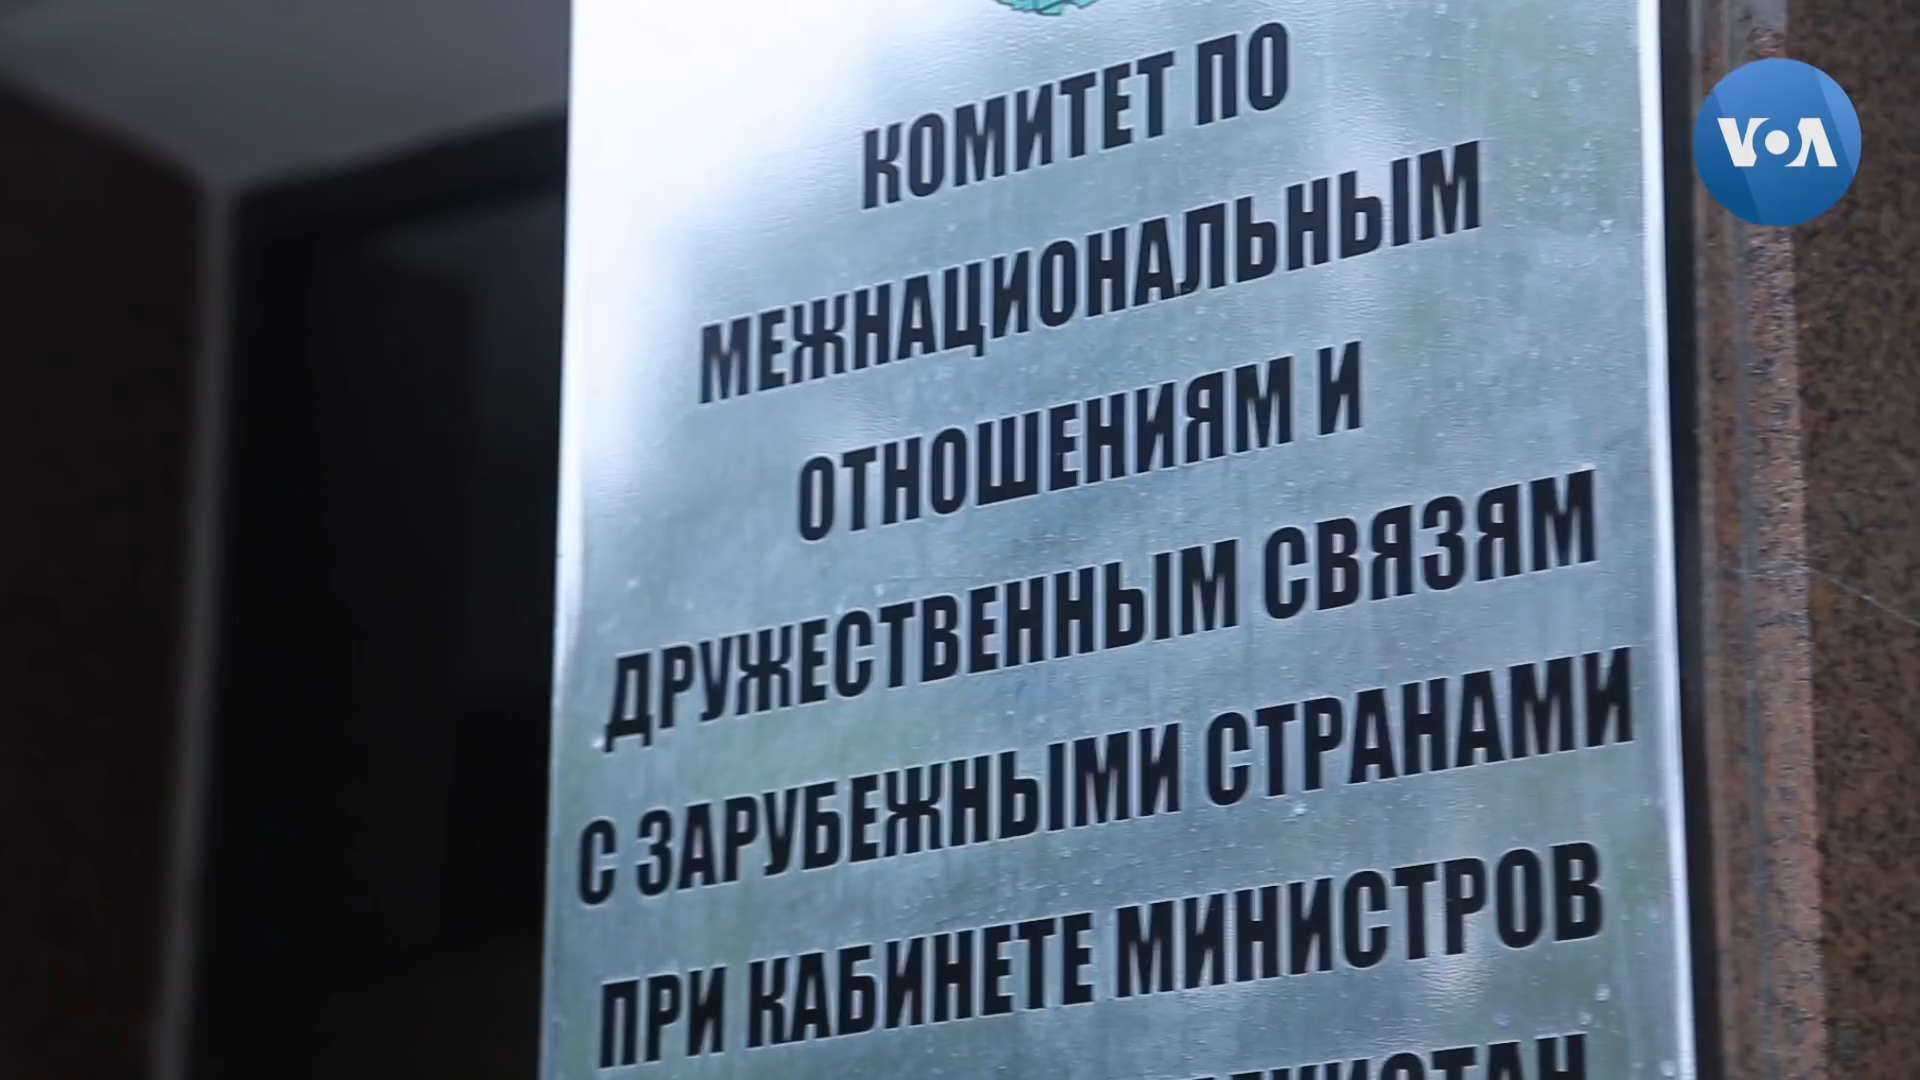 КОМИТЕТ ПО
МЕЖНАЦИОНАЛЬНЫМ
ОТНОШЕНИЯМ И
ДРУЖЕСТВЕННЫМ СВЯЗЯМ
С ЗАРУБЕЖНЫМИ СТРАНАМИ
ПРИ КАБИНЕТЕ МИНИСТРОВ
VOA